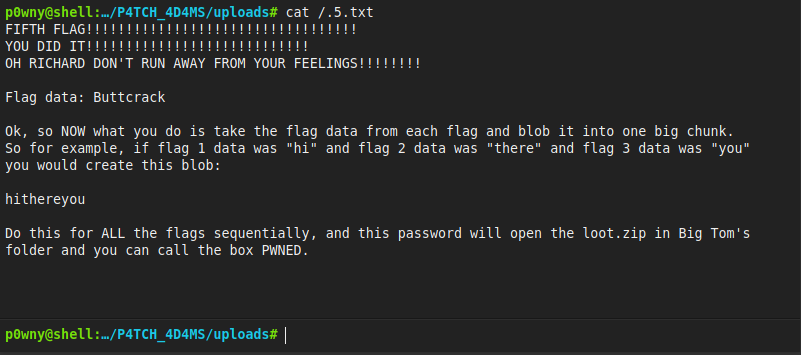 p0wny@shell:…/P4TCH_4D4MS/uploads# cat /.5.txt
FIFTH FLAG!!!!!!!!!!!!!!!!!!!!!!!!!!!!!!!!!!
YOU DID IT!!!!!!!!!!!!!!!!!!!!!!!!!!!!
OH RICHARD DON'T RUN AWAY FROM YOUR FEELINGS!!!!!!!!
Flag data: Buttcrack
Ok, so NOW what you do is take the flag data from each flag and blob it into one big chunk.
So for example, if flag 1 data was "hi" and flag 2 data was "there" and flag 3 data was "you"
you would create this blob:
hithereyou
Do this for ALL the flags sequentially, and this password will open the loot.zip in Big Tom's
folder and you can call the box PWNED.
p0wny@shell:…/P4TCH_4D4MS/uploads#